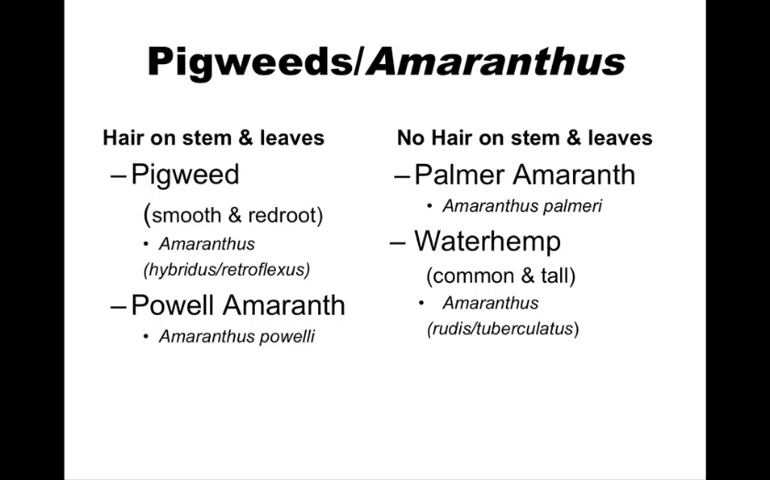 Pigweeds/Amaranthus
Hair on stem & leaves
– Pigweed
(smooth & redroot)
• Amaranthus
(hybridus/retroflexus)
– Powell Amaranth
• Amaranthus powelli
No Hair on stem & leaves
– Palmer Amaranth
• Amaranthus palmeri
– Waterhemp
(common & tall)
• Amaranthus
(rudis/tuberculatus)